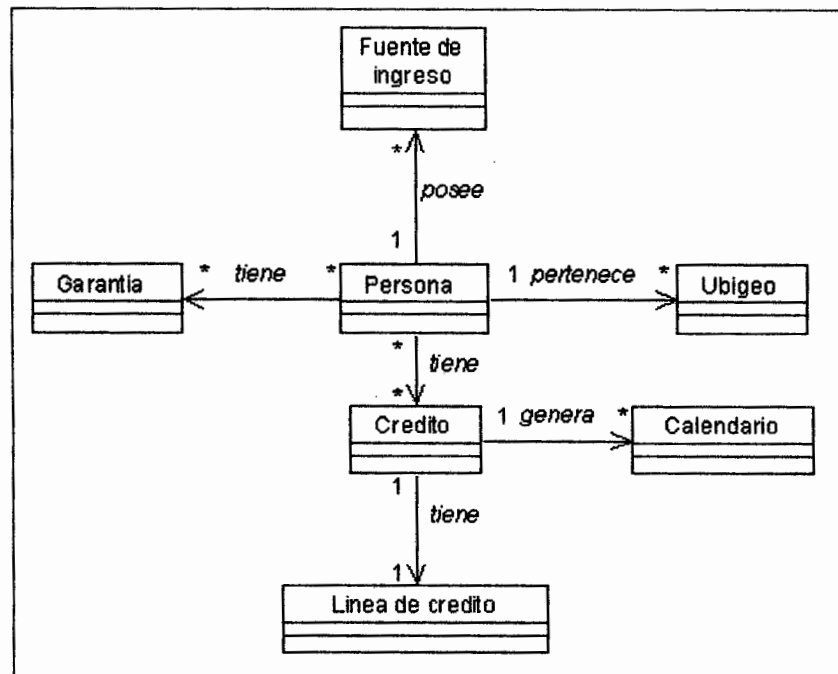 Fuente de
ingreso
*
posee
1
Garantia
* tiene *
Persona
1 pertenece *
Ubigeo
*
tiene
*
Credito
1 genera *
Calendario
1
tiene
1
Linea de credito